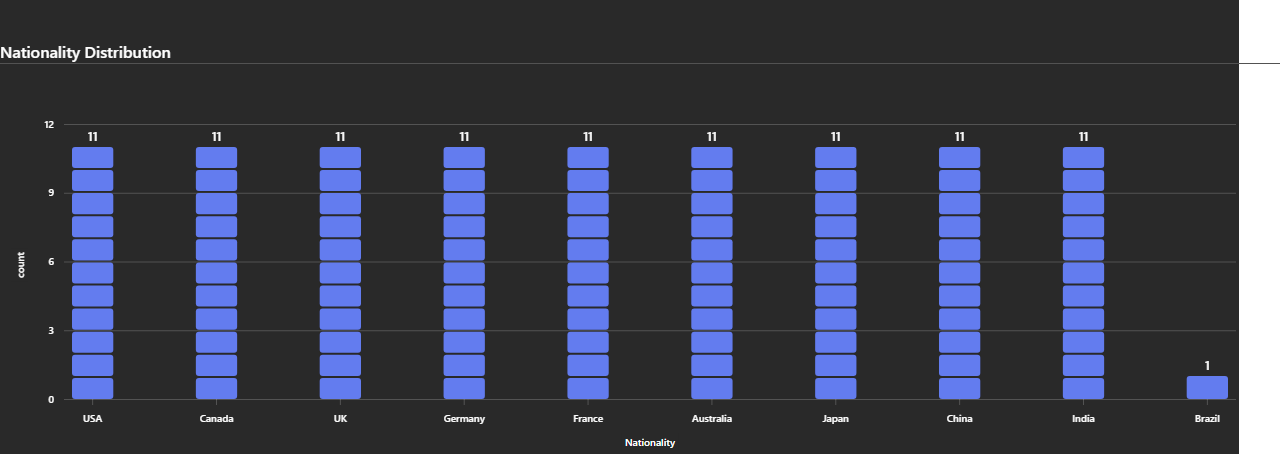 Nationality Distribution
12
11 11 11 11 11 11 11 11 11
9
6
count
3
1
0
USA Canada UK Germany France Australia Japan China India Brazil
Nationality